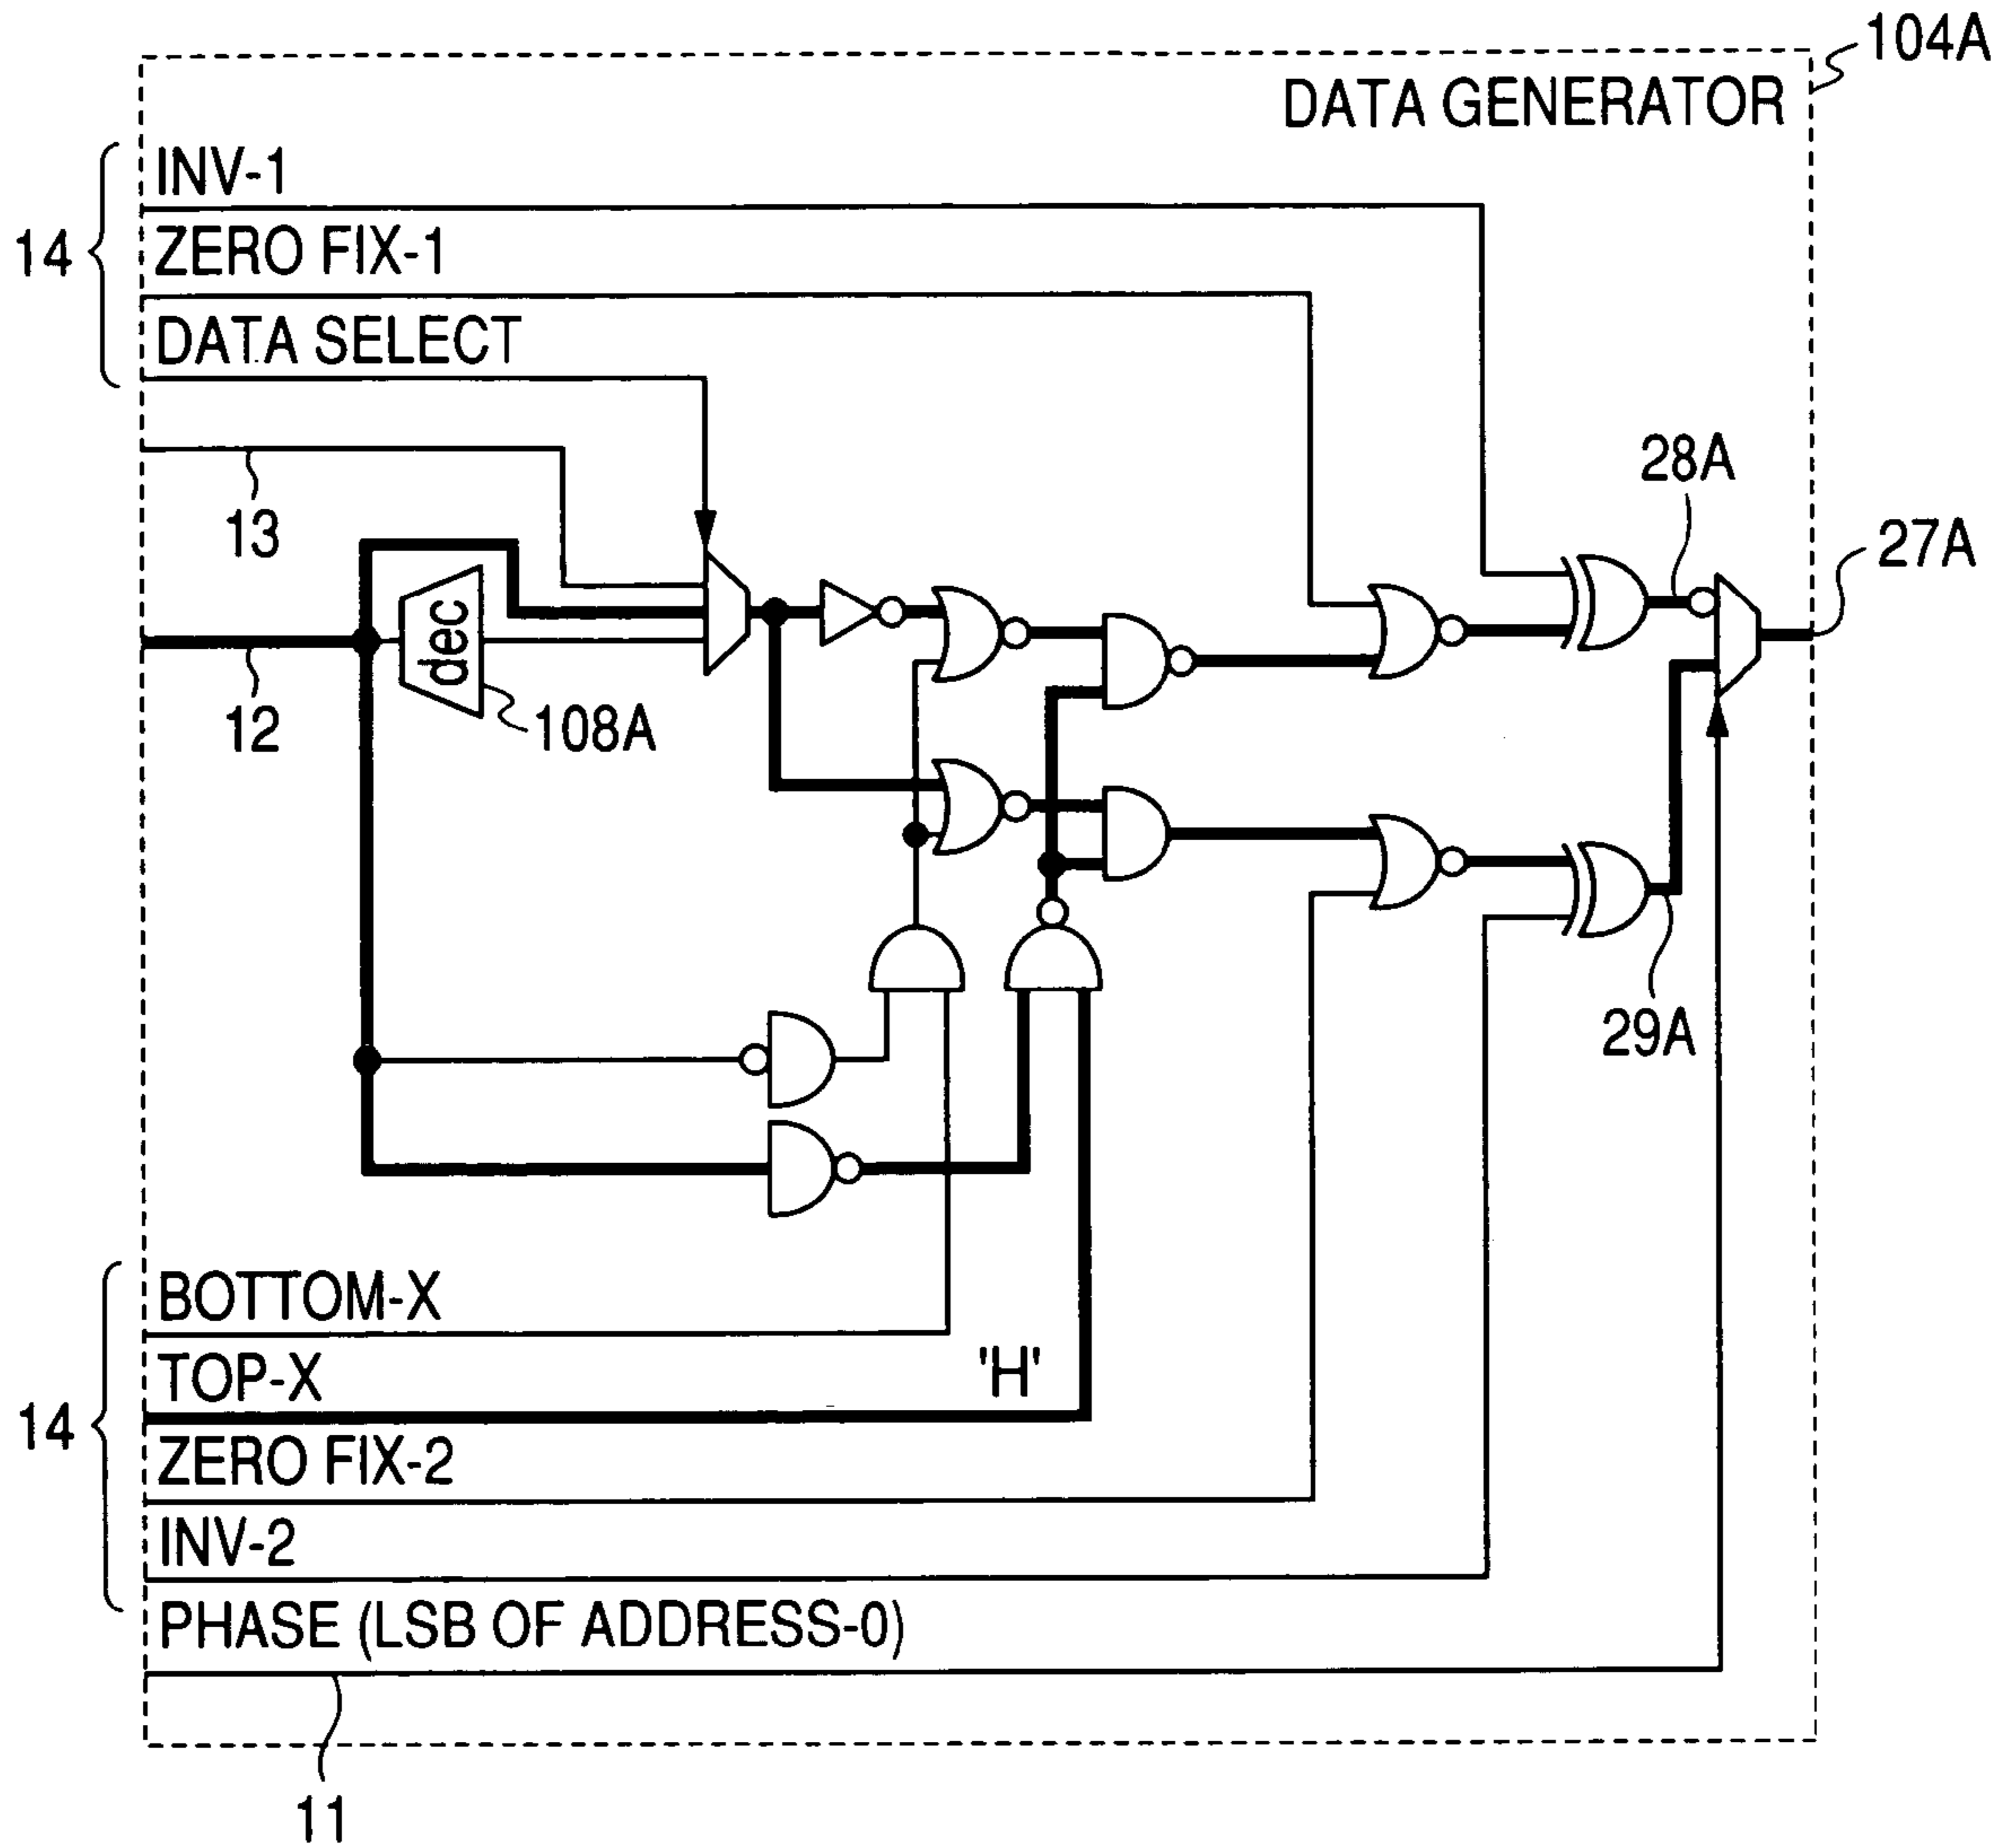 104A
DATA GENERATOR
INV-1
14
ZERO FIX-1
DATA SELECT
13
28A
27A
dec
12
108A
29A
BOTTOM-X
TOP-X
'H'
14
ZERO FIX-2
INV-2
PHASE (LSB OF ADDRESS-0)
11